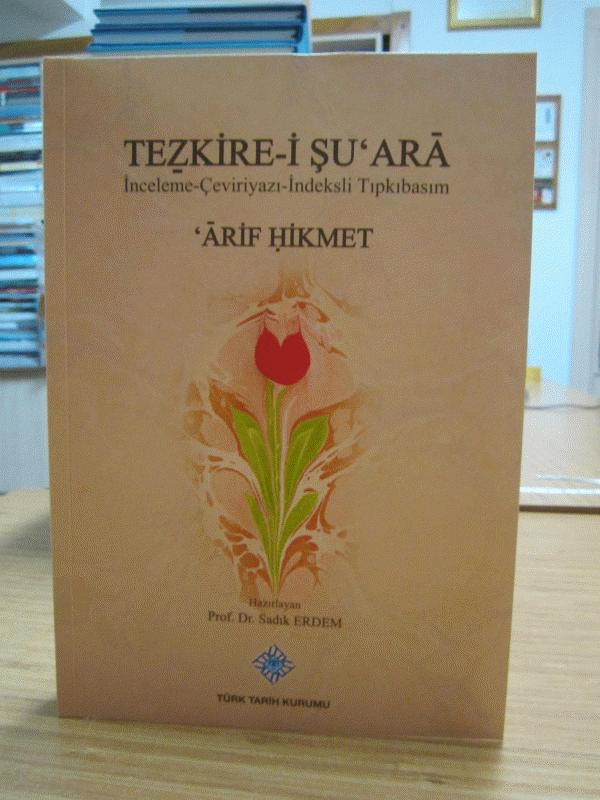 TEẔKİRE-İ ŞU‘ARĀ
İnceleme-Çeviriyazı-İndeksli Tıpkıbasım
‘ĀRİF ḤİKMET
Hazırlayan
Prof. Dr. Sadık ERDEM
TÜRK TARİH KURUMU